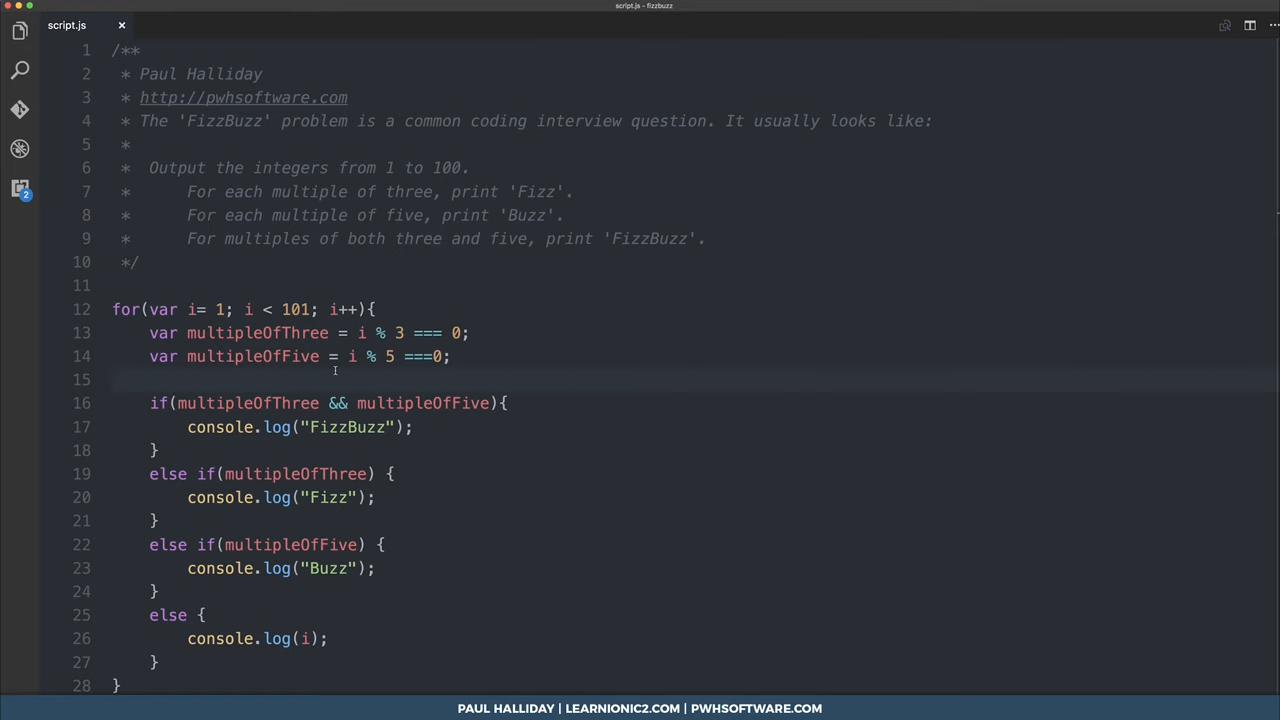 script.js - fizzbuzz
script.js ×
1 /**
2 * Paul Halliday
3 * http://pwhsoftware.com
4 * The 'FizzBuzz' problem is a common coding interview question. It usually looks like:
5 *
6 * Output the integers from 1 to 100.
7 * For each multiple of three, print 'Fizz'.
8 * For each multiple of five, print 'Buzz'.
9 * For multiples of both three and five, print 'FizzBuzz'.
10 */
11
12 for(var i= 1; i < 101; i++){
13 var multipleOfThree = i % 3 === 0;
14 var multipleOfFive = i % 5 ===0;
15
16 if(multipleOfThree && multipleOfFive){
17 console.log("FizzBuzz");
18 }
19 else if(multipleOfThree) {
20 console.log("Fizz");
21 }
22 else if(multipleOfFive) {
23 console.log("Buzz");
24 }
25 else {
26 console.log(i);
27 }
28 }
2
PAUL HALLIDAY | LEARNIONIC2.COM | PWHSOFTWARE.COM